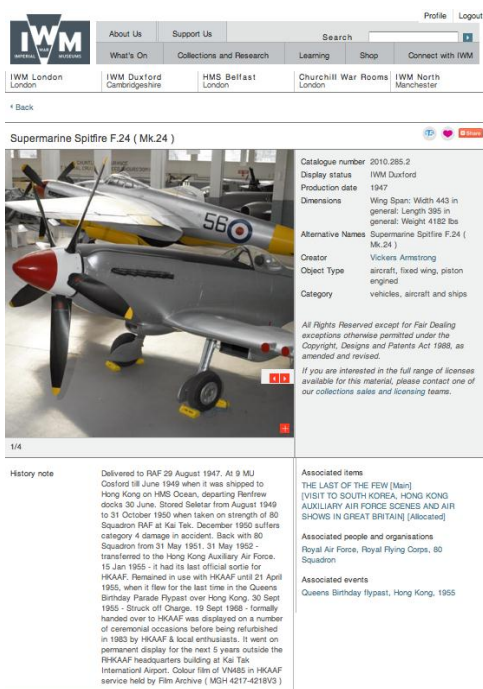 Profile Logout
IWM
IMPERIAL WAR MUSEUMS
About Us Support Us Search
What's On Collections and Research Learning Shop Connect with IWM
IWM London IWM Duxford HMS Belfast Churchill War Rooms IWM North
London Cambridgeshire London London Manchester
Back
Supermarine Spitfire F.24 ( Mk.24 )
Share
56
Catalogue number 2010.285.2
Display status IWM Duxford
Production date 1947
Dimensions Wing Span: Width 443 in
general: Length 395 in
general: Weight 4182 lbs
Alternative Names Supermarine Spitfire F.24 (
Mk.24 )
Creator Vickers Armstrong
Object Type aircraft, fixed wing, piston
engined
Category vehicles, aircraft and ships
All Rights Reserved except for Fair Dealing
exceptions otherwise permitted under the
Copyright, Designs and Patents Act 1988, as
amended and revised.
If you are interested in the full range of licenses
available for this material, please contact one of
our collections sales and licensing teams.
1/4
History note
Delivered to RAF 29 August 1947. At 9 MU
Cosford till June 1949 when it was shipped to
Hong Kong on HMS Ocean, departing Renfrew
docks 30 June. Stored Seletar from August 1949
to 31 October 1950 when taken on strength of 80
Squadron RAF at Kai Tek. December 1950 suffers
category 4 damage in accident. Back with 80
Squadron from 31 May 1951. 31 May 1952 -
transferred to the Hong Kong Auxiliary Air Force.
15 Jan 1955 - it had its last official sortie for
HKAAF. Remained in use with HKAAF until 21 April
1955, when it flew for the last time in the Queens
Birthday Parade Flypast over Hong Kong. 30 Sept
1955 - Struck off Charge. 19 Sept 1968 - formally
handed over to HKAAF was displayed on a number
of ceremonial occasions before being refurbished
in 1983 by HKAAF & local enthusiasts. It went on
permanent display for the next 5 years outside the
RHKAAF headquarters building at Kai Tak
Internationl Airport. Colour film of VN485 in HKAAF
service held by Film Archive ( MGH 4217-4218V3 )
Associated items
THE LAST OF THE FEW [Main]
[VISIT TO SOUTH KOREA, HONG KONG
AUXILIARY AIR FORCE SCENES AND AIR
SHOWS IN GREAT BRITAIN] [Allocated]
Associated people and organisations
Royal Air Force, Royal Flying Corps, 80
Squadron
Associated events
Queens Birthday flypast, Hong Kong, 1955